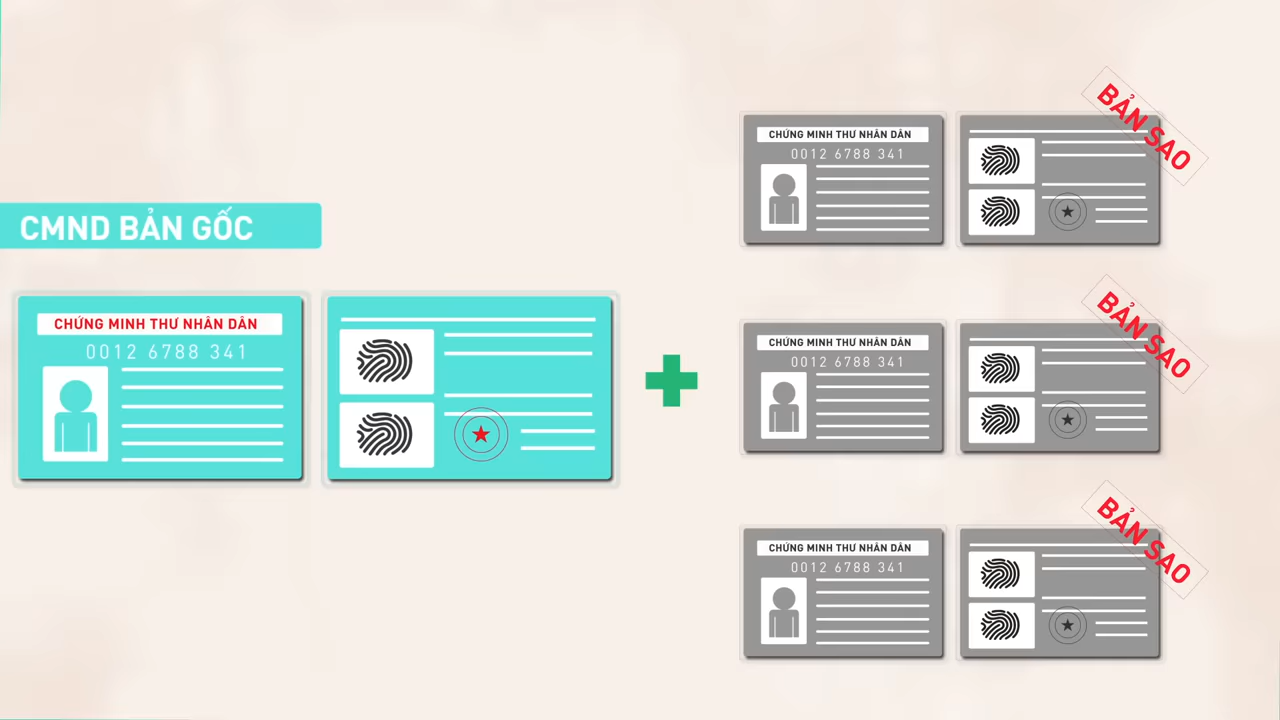 CMND BẢN GỐC
CHỨNG MINH THƯ NHÂN DÂN
0012 6788 341
CHỨNG MINH THƯ NHÂN DÂN
0012 6788 341
BẢN SAO
CHỨNG MINH THƯ NHÂN DÂN
0012 6788 341
BẢN SAO
CHỨNG MINH THƯ NHÂN DÂN
0012 6788 341
BẢN SAO